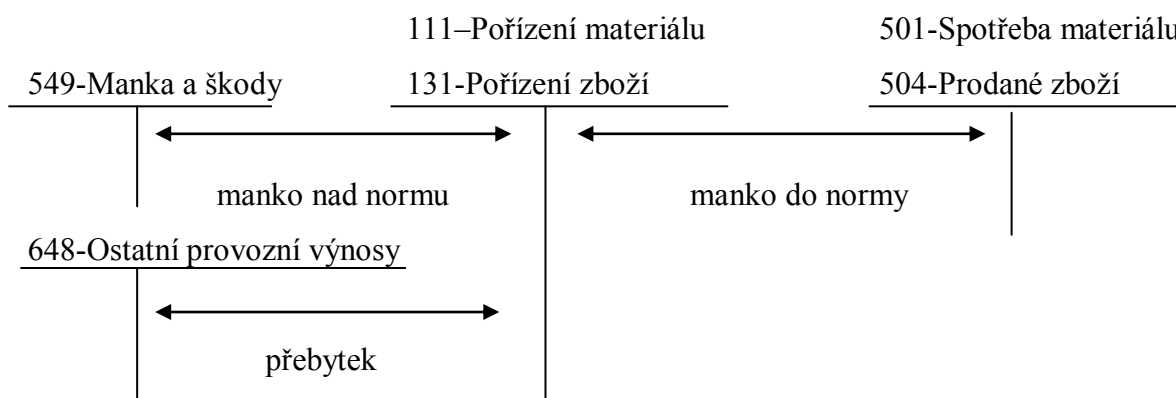 111–Pořízení materiálu 501-Spotřeba materiálu
549-Manka a škody 131-Pořízení zboží 504-Prodané zboží
manko nad normu manko do normy
648-Ostatní provozní výnosy
přebytek